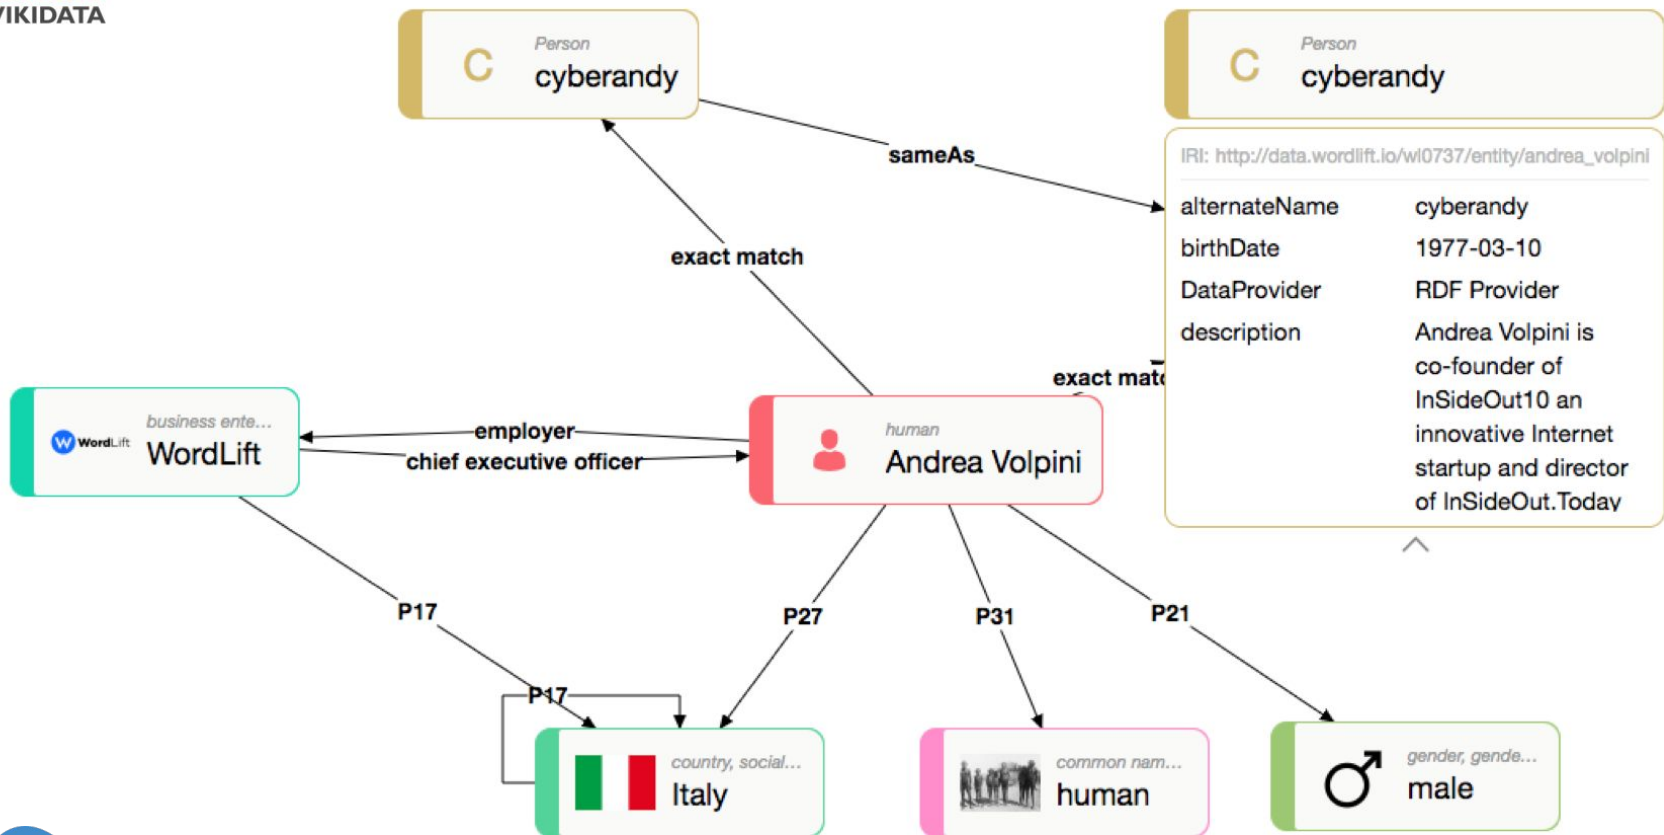 VIKIDATA
Person
cyberandy
Person
cyberandy
sameAs
IRI: http://data.wordlift.io/wl0737/entity/andrea_volpini
alternateName cyberandy
birthDate 1977-03-10
DataProvider RDF Provider
description Andrea Volpini is
co-founder of
InSideOut10 an
innovative Internet
startup and director
of InSideOut.Today
exact match
exact matc
business ente...
WordLift WordLift
employer
chief executive officer
human
Andrea Volpini
P17
P27
P31
P21
P17
country, social...
Italy
common nam...
human
gender, gende...
male